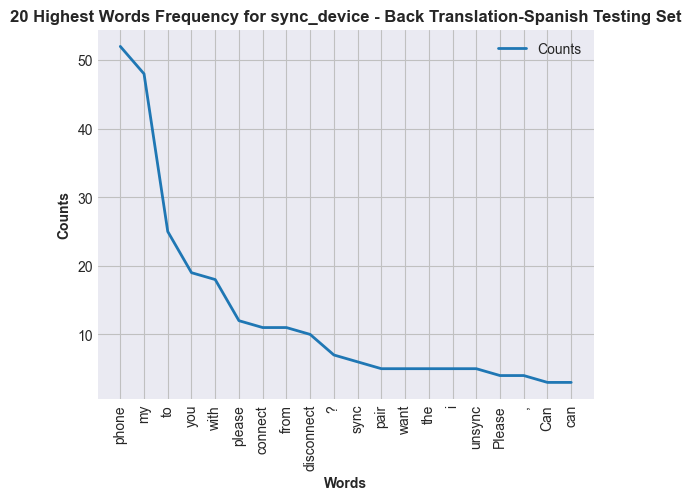 20 Highest Words Frequency for sync_device - Back Translation-Spanish Testing Set
Counts
50
40
30
20
10
Counts
phone
my
to
you
with
please
connect
from
disconnect
?
sync
pair
want
the
i
unsync
Please
,
Can
can
Words